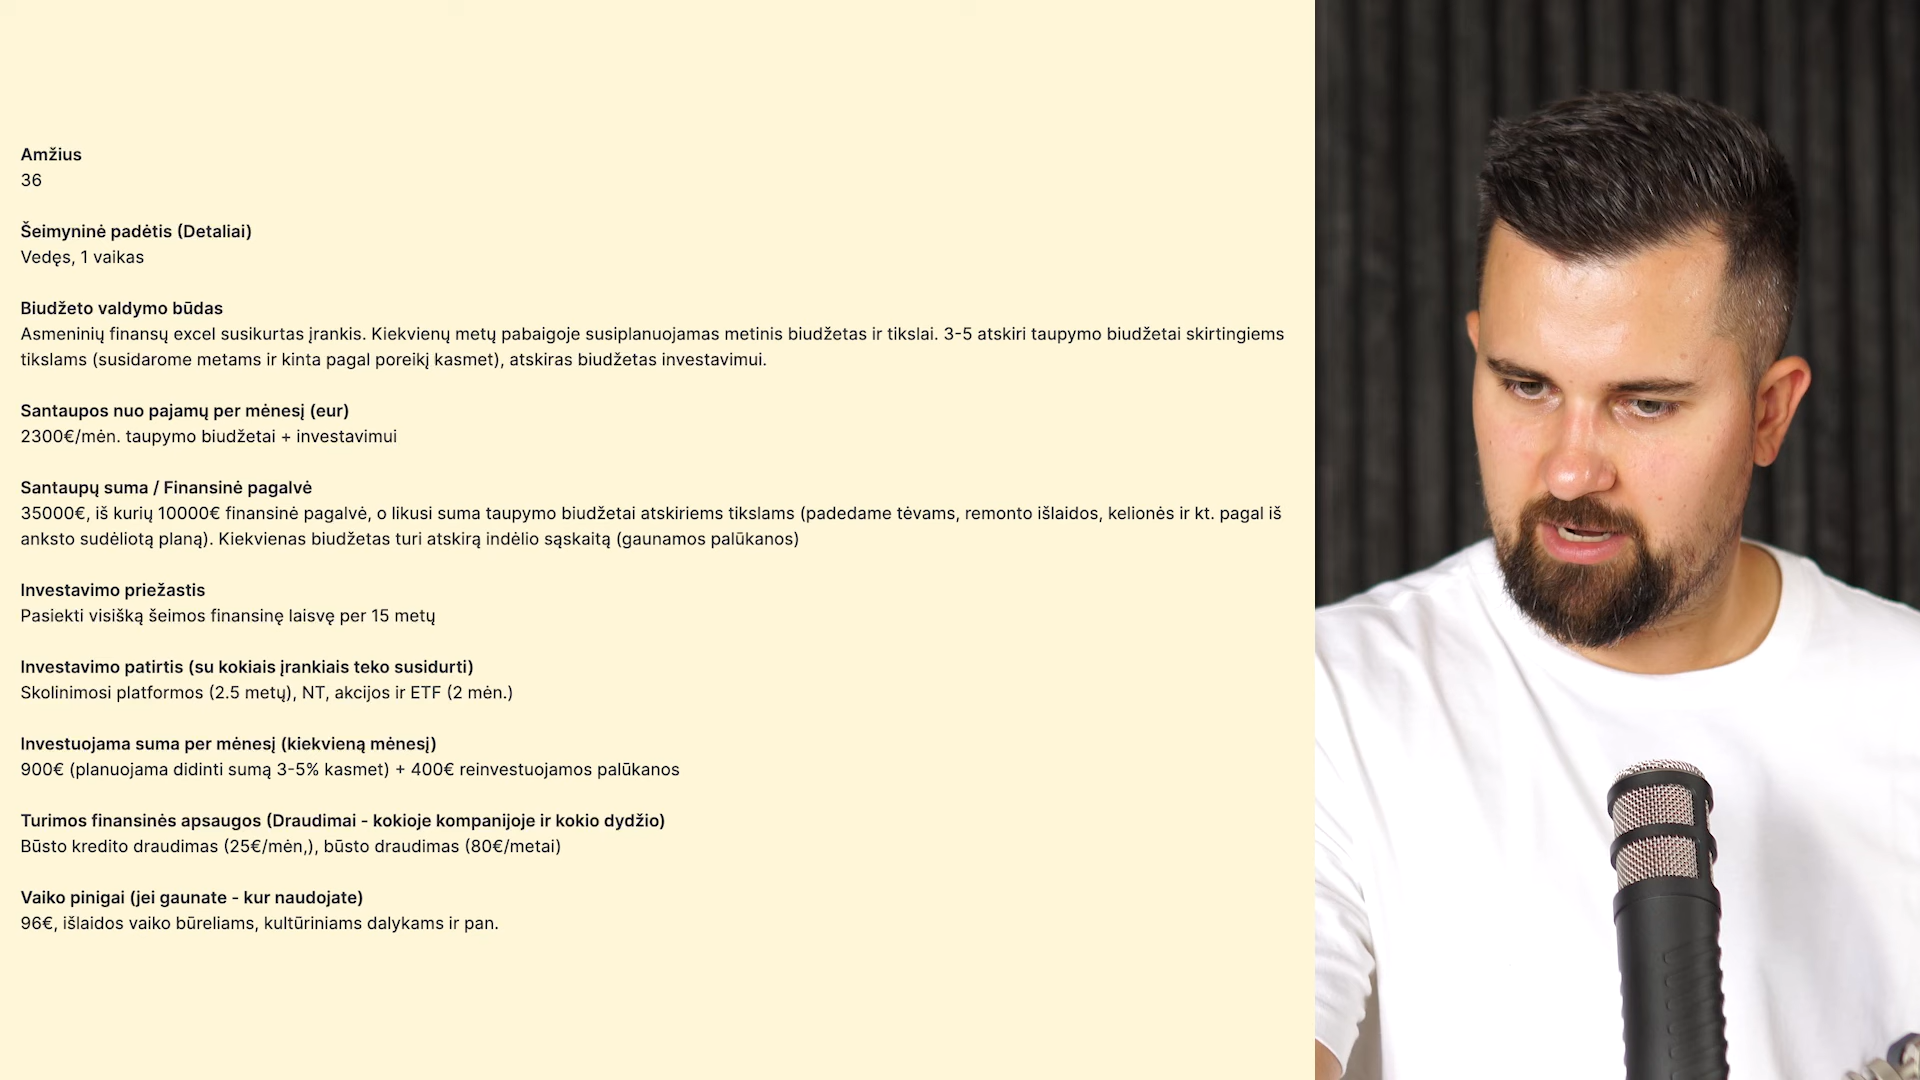 Amžius
36
Šeimyninė padėtis (Detaliai)
Vedęs, 1 vaikas
Biudžeto valdymo būdas
Asmeninių finansų excel susikurtas įrankis. Kiekvienų metų pabaigoje susiplanuojamas metinis biudžetas ir tikslai. 3-5 atskiri taupymo biudžetai skirtingiems
tikslams (susidarome metams ir kinta pagal poreikį kasmet), atskiras biudžetas investavimui.
Santaupos nuo pajamų per mėnesį (eur)
2300€/mėn. taupymo biudžetai + investavimui
Santaupų suma / Finansinė pagalvė
35000€, iš kurių 10000€ finansinė pagalvė, o likusi suma taupymo biudžetai atskiriems tikslams (padedame tėvams, remonto išlaidos, kelionės ir kt. pagal iš
anksto sudėliotą planą). Kiekvienas biudžetas turi atskirą indėlio sąskaitą (gaunamos palūkanos)
Investavimo priežastis
Pasiekti visišką šeimos finansinę laisvę per 15 metų
Investavimo patirtis (su kokiais įrankiais teko susidurti)
Skolinimosi platformos (2.5 metų), NT, akcijos ir ETF (2 mėn.)
Investuojama suma per mėnesį (kiekvieną mėnesį)
900€ (planuojama didinti sumą 3-5% kasmet) + 400€ reinvestuojamos palūkanos
Turimos finansinės apsaugos (Draudimai - kokioje kompanijoje ir kokio dydžio)
Būsto kredito draudimas (25€/mėn,), būsto draudimas (80€/metai)
Vaiko pinigai (jei gaunate - kur naudojate)
96€, išlaidos vaiko būreliams, kultūriniams dalykams ir pan.